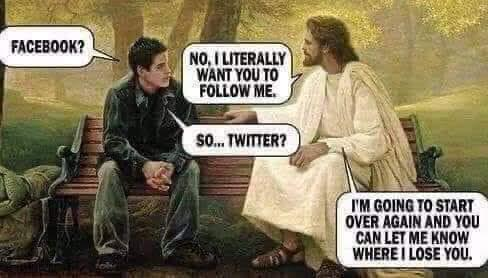 FACEBOOK?
NO, I LITERALLY
WANT YOU TO
FOLLOW ME.
SO... TWITTER?
I'M GOING TO START
OVER AGAIN AND YOU
CAN LET ME KNOW
WHERE I LOSE YOU.